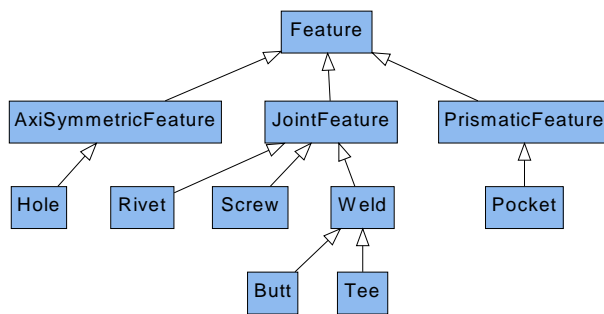 Feature
AxiSymmetricFeature
JointFeature
PrismaticFeature
Hole
Rivet
Screw
Weld
Pocket
Butt
Tee